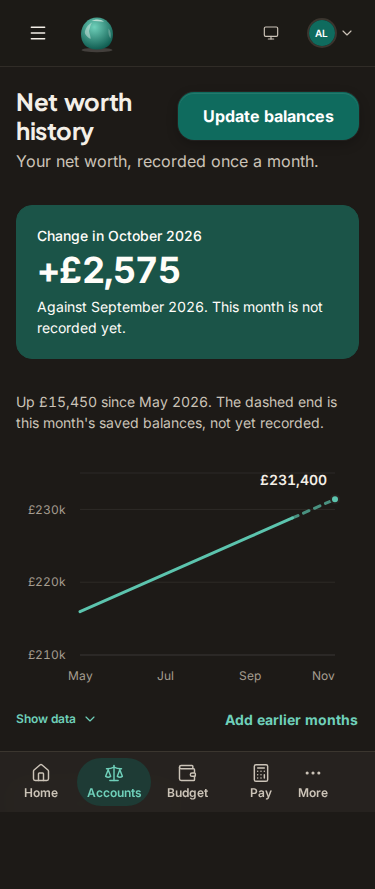 AL
Net worth
history
Update balances
Your net worth, recorded once a month.
Change in October 2026
+£2,575
Against September 2026. This month is not
recorded yet.
Up £15,450 since May 2026. The dashed end is
this month's saved balances, not yet recorded.
£231,400
£230k
£220k
£210k
May Jul Sep Nov
Show data
Add earlier months
Home Accounts Budget Pay More